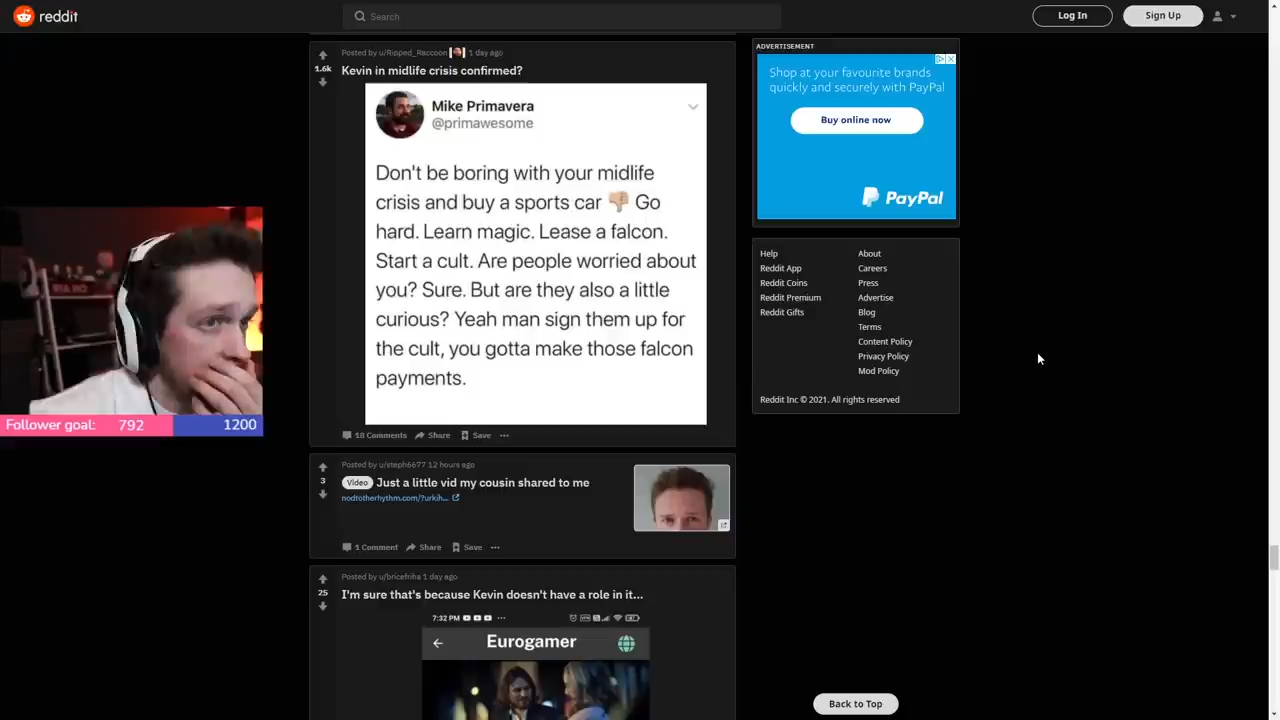 reddit
Search
Log In
Sign Up
Posted by u/Ripped_Raccoon 1 day ago
1.6k
Kevin in midlife crisis confirmed?
Mike Primavera
@primawesome
Don't be boring with your midlife
crisis and buy a sports car 👎🏼 Go
hard. Learn magic. Lease a falcon.
Start a cult. Are people worried about
you? Sure. But are they also a little
curious? Yeah man sign them up for
the cult, you gotta make those falcon
payments.
18 Comments Share Save
Posted by u/steph6677 12 hours ago
3
Video Just a little vid my cousin shared to me
nodtotherhythm.com/?urkih...
1 Comment Share Save
Posted by u/bricefriha 1 day ago
25
I'm sure that's because Kevin doesn't have a role in it...
7:32 PM
Eurogamer
ADVERTISEMENT
Shop at your favourite brands
quickly and securely with PayPal
Buy online now
PayPal
Help
About
Reddit App
Careers
Reddit Coins
Press
Reddit Premium
Advertise
Reddit Gifts
Blog
Terms
Content Policy
Privacy Policy
Mod Policy
Reddit Inc © 2021. All rights reserved
Back to Top
Follower goal: 792 1200